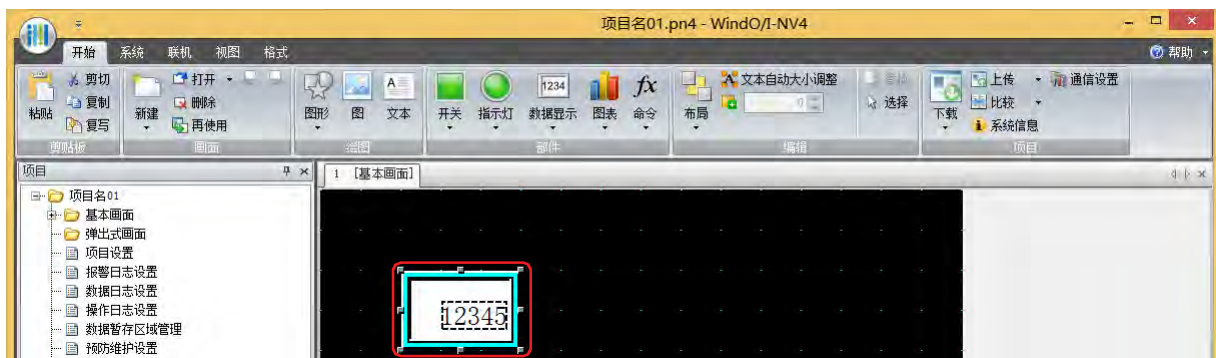 项目名01.pn4 - WindO/I-NV4
开始 系统 联机 视图 格式 帮助
粘贴 剪切 复制 复写
剪贴板
新建 打开 删除 再使用
画面
图形 图 文本
绘图
开关 指示灯 数据显示 图表 命令
1234
部件
布局 文本自动大小调整 0 选择
编辑
下载 上传 比较 系统信息 通信设置
项目
项目
1 [基本画面]
项目名01
基本画面
弹出式画面
项目设置
报警日志设置
数据日志设置
操作日志设置
数据暂存区域管理
预防维护设置
12345